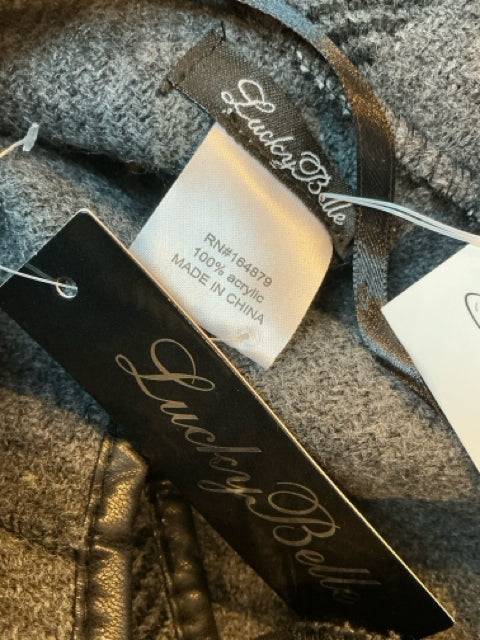 Lucky Belle
RN#164879
100% acrylic
MADE IN CHINA
Lucky Belle